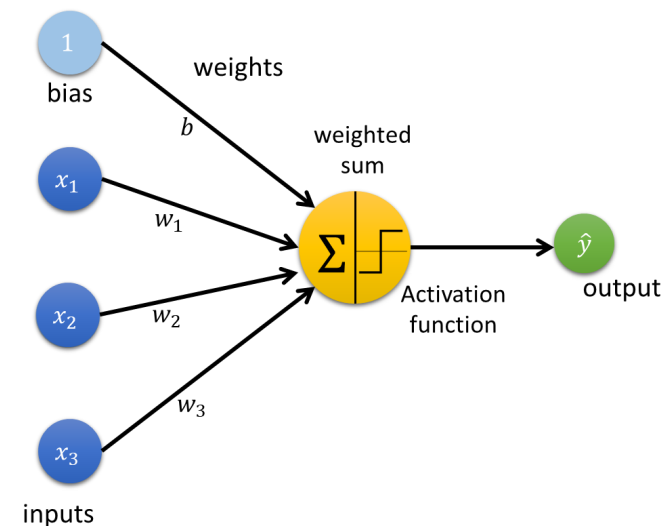 1
bias
weights
b
weighted
sum
x₁
w₁
Σ
ŷ
output
Activation
function
x₂
w₂
w₃
x₃
inputs